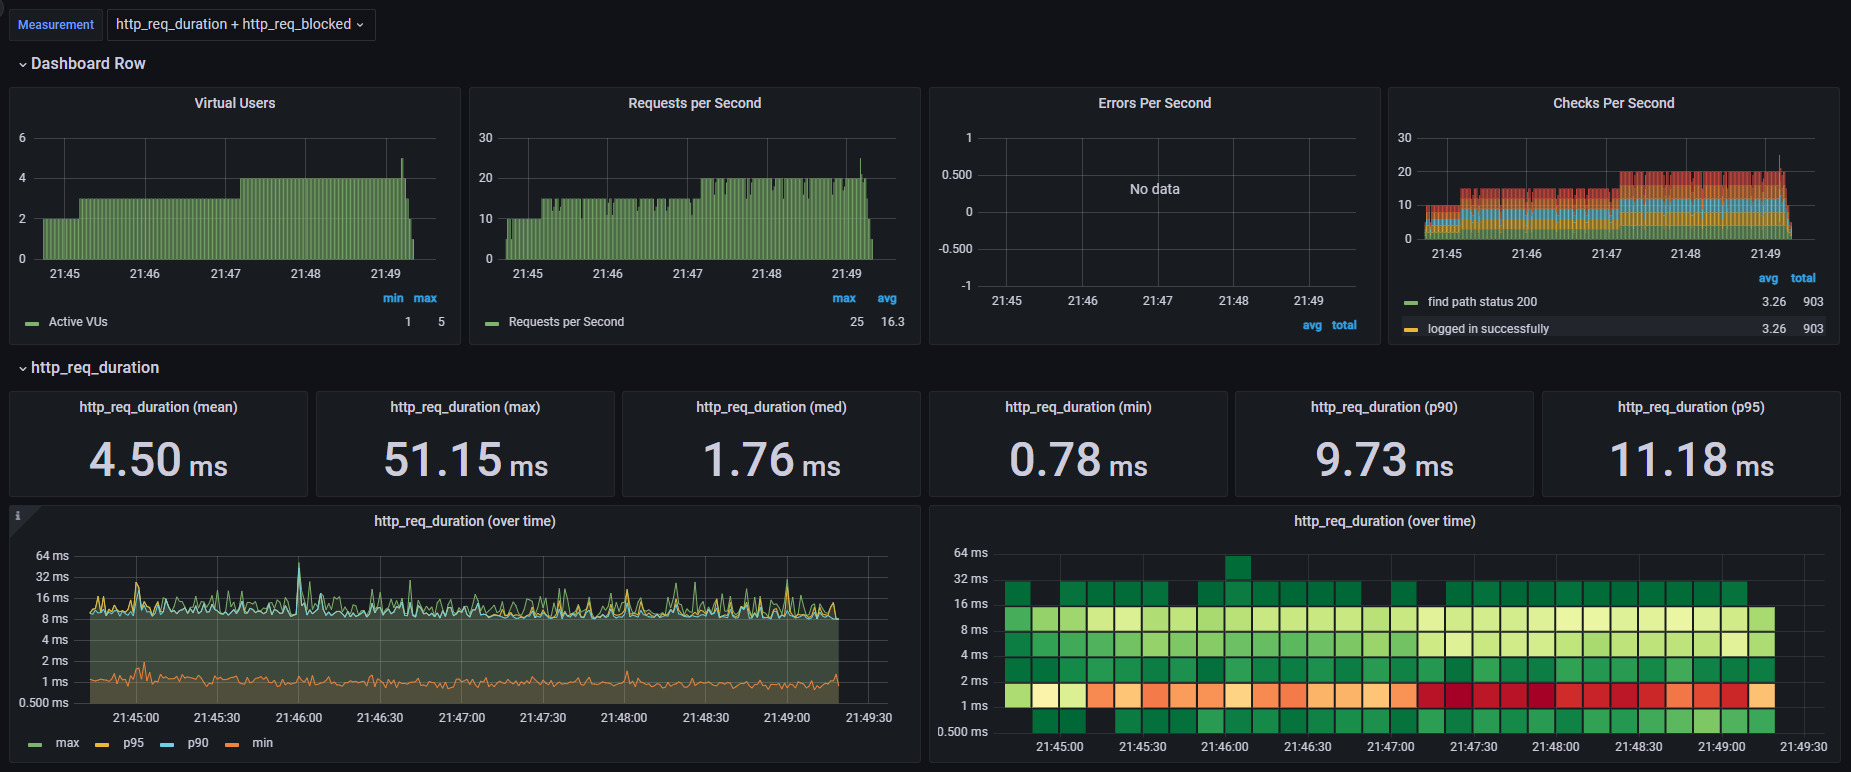 Measurement http_req_duration + http_req_blocked
Dashboard Row
Virtual Users
6
4
2
0
21:45 21:46 21:47 21:48 21:49
min max
Active VUs 1 5
Requests per Second
30
20
10
0
21:45 21:46 21:47 21:48 21:49
max avg
Requests per Second 25 16.3
Errors Per Second
1
0.500
0
-0.500
-1
No data
21:45 21:46 21:47 21:48 21:49
avg total
Checks Per Second
30
20
10
0
21:45 21:46 21:47 21:48 21:49
avg total
find path status 200 3.26 903
logged in successfully 3.26 903
http_req_duration
http_req_duration (mean)
4.50 ms
http_req_duration (max)
51.15 ms
http_req_duration (med)
1.76 ms
http_req_duration (min)
0.78 ms
http_req_duration (p90)
9.73 ms
http_req_duration (p95)
11.18 ms
i
http_req_duration (over time)
64 ms
32 ms
16 ms
8 ms
4 ms
2 ms
1 ms
0.500 ms
21:45:00 21:45:30 21:46:00 21:46:30 21:47:00 21:47:30 21:48:00 21:48:30 21:49:00 21:49:30
max p95 p90 min
http_req_duration (over time)
64 ms
32 ms
16 ms
8 ms
4 ms
2 ms
1 ms
0.500 ms
21:45:00 21:45:30 21:46:00 21:46:30 21:47:00 21:47:30 21:48:00 21:48:30 21:49:00 21:49:30